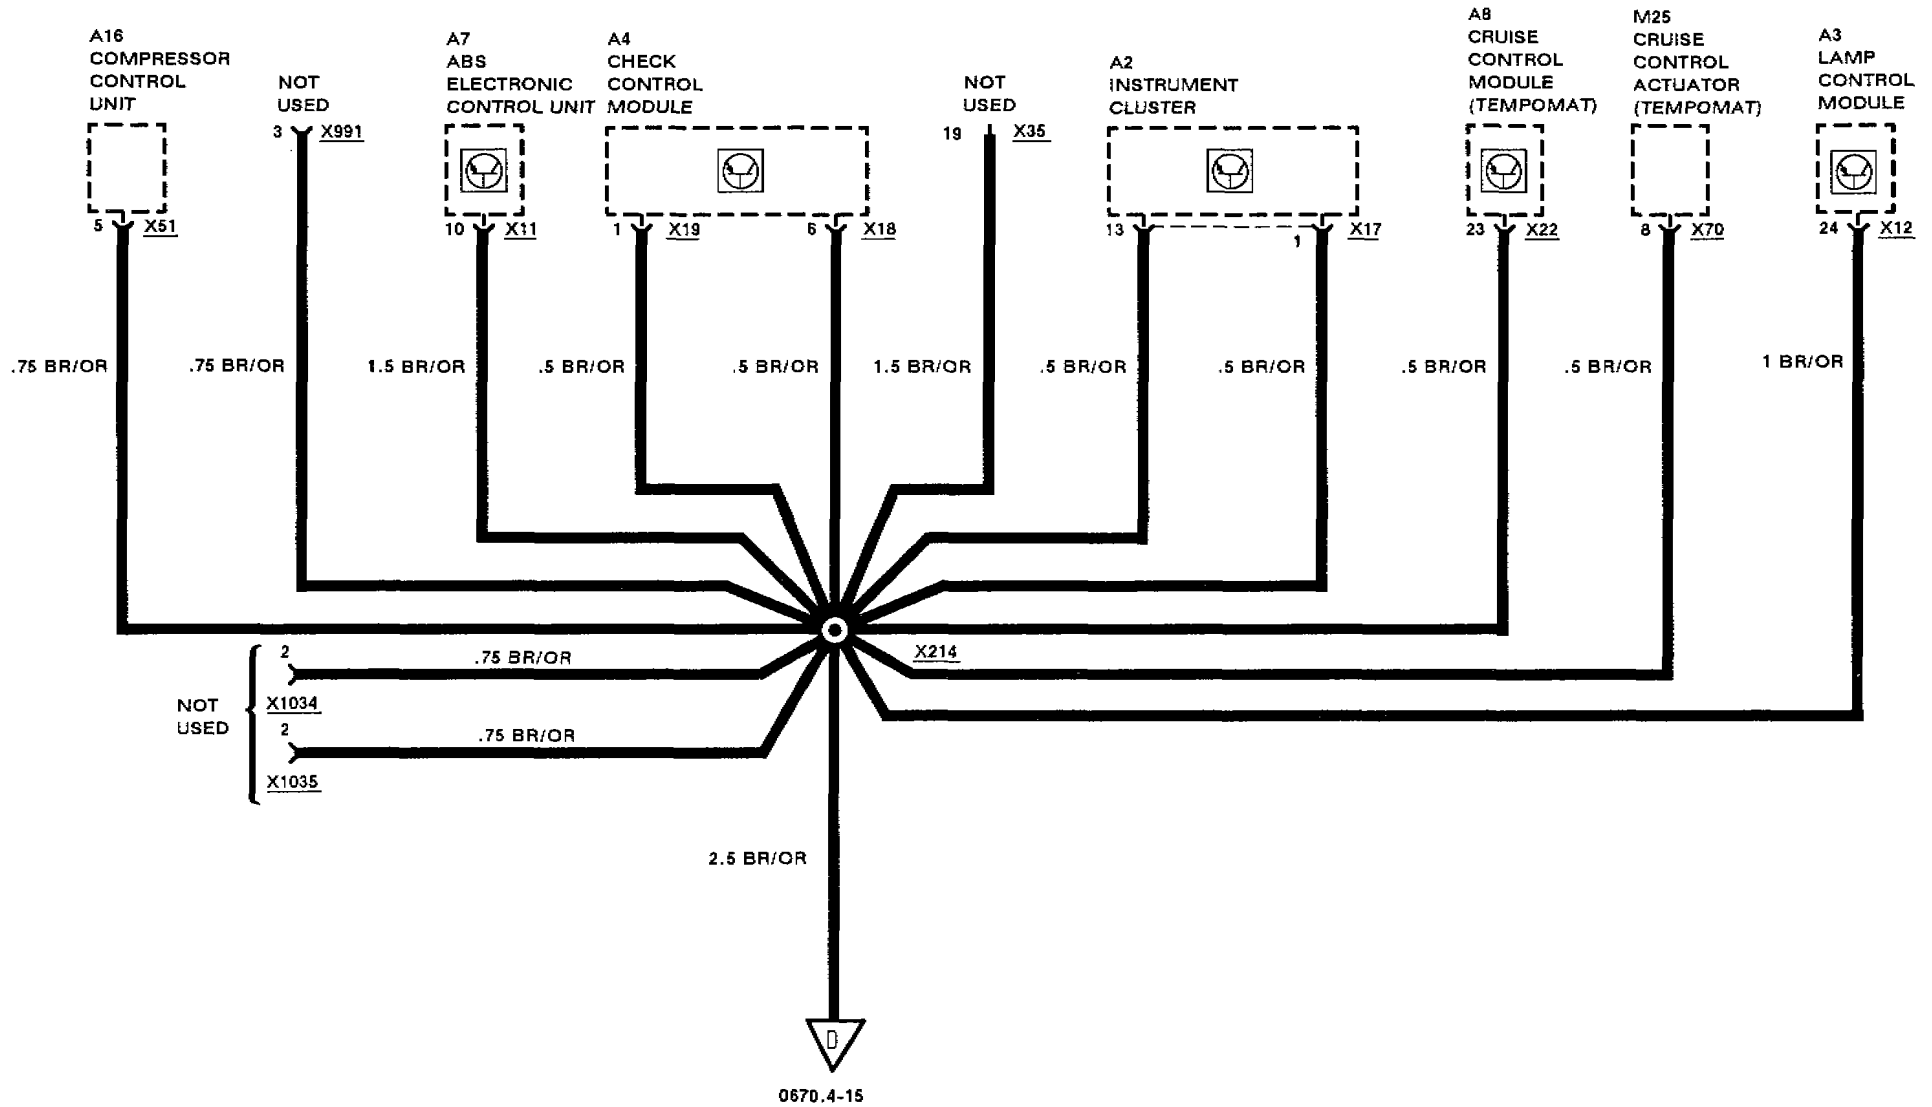 A16
COMPRESSOR
CONTROL
UNIT
5 X51
.75 BR/OR
NOT
USED
3 X991
.75 BR/OR
A7
ABS
ELECTRONIC
CONTROL UNIT
10 X11
1.5 BR/OR
A4
CHECK
CONTROL
MODULE
1 X19
.5 BR/OR
6 X18
.5 BR/OR
NOT
USED
19 X35
1.5 BR/OR
A2
INSTRUMENT
CLUSTER
13
.5 BR/OR
1 X17
.5 BR/OR
A8
CRUISE
CONTROL
MODULE
(TEMPOMAT)
23 X22
.5 BR/OR
M25
CRUISE
CONTROL
ACTUATOR
(TEMPOMAT)
8 X70
.5 BR/OR
A3
LAMP
CONTROL
MODULE
24 X12
1 BR/OR
X214
NOT
USED
2
.75 BR/OR
X1034
2
.75 BR/OR
X1035
2.5 BR/OR
D
0670.4-15